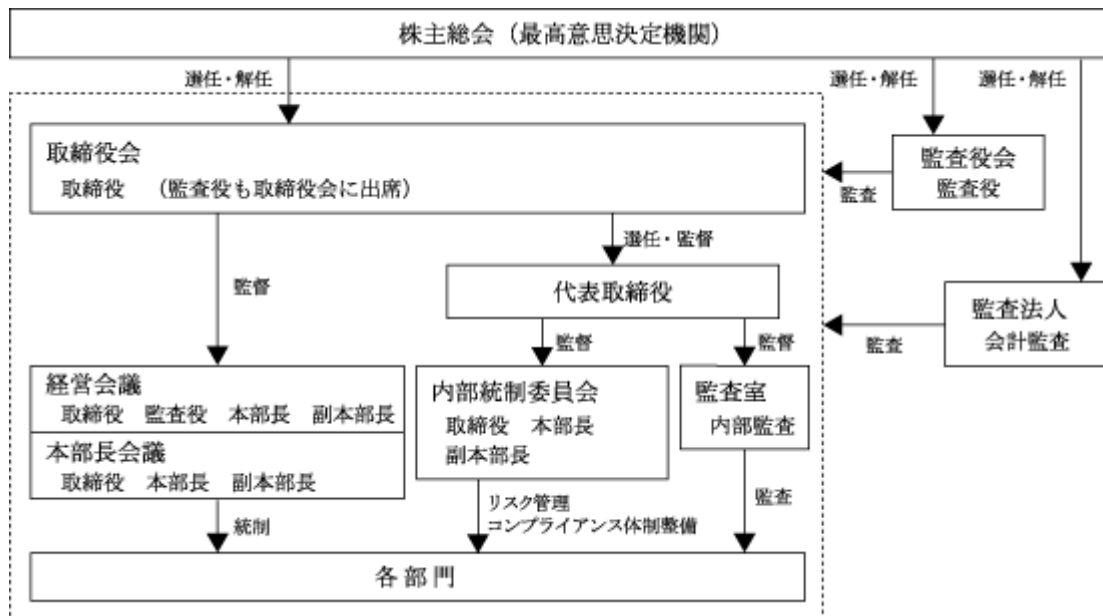 株主総会(最高意思決定機関)
選任・解任
選任・解任
選任・解任
取締役会
取締役 (監査役も取締役会に出席)
監査役会
監査役
監査
選任・監督
監督
代表取締役
監査法人
会計監査
監査
監督
監督
経営会議
取締役 監査役 本部長 副本部長
本部長会議
取締役 本部長 副本部長
内部統制委員会
取締役 本部長
副本部長
監査室
内部監査
統制
リスク管理
コンプライアンス体制整備
監査
各部門